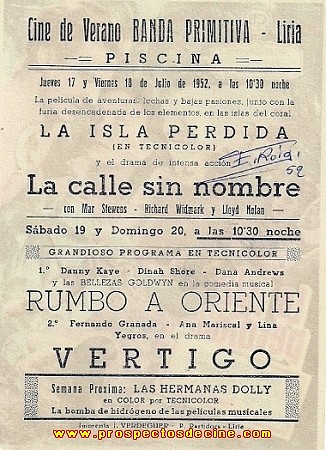 Cine de Verano BANDA PRIMITIVA - Liria
PISCINA
Jueves 17 y Viernes 18 de Julio de 1952, a las 10'30 noche
La película de aventuras, luchas y bajas pasiones, junto con la
furia desencadenada de los elementos, en las islas del coral
LA ISLA PERDIDA
(EN TECNICOLOR)
y el drama de intensa acción
E. Roig
52
La calle sin nombre
con Mar Stewens - Richard Widmark y Lloyd Nolan
Sábado 19 y Domingo 20, a las 10'30 noche
GRANDIOSO PROGRAMA EN TECNICOLOR
1.º Danny Kaye - Dinah Shore - Dana Andrews
y las BELLEZAS GOLDWYN en la comedia musical
RUMBO A ORIENTE
2.º Fernando Granada - Ana Mariscal y Lina
Yegros, en el drama
VERTIGO
Semana Proxima: LAS HERMANAS DOLLY
en COLOR por TECNICOLOR
La bomba de hidrógeno de las películas musicales
www.prospectosdecine.com
Imprenta J. VERDEGUER - P. Partidors - Liria